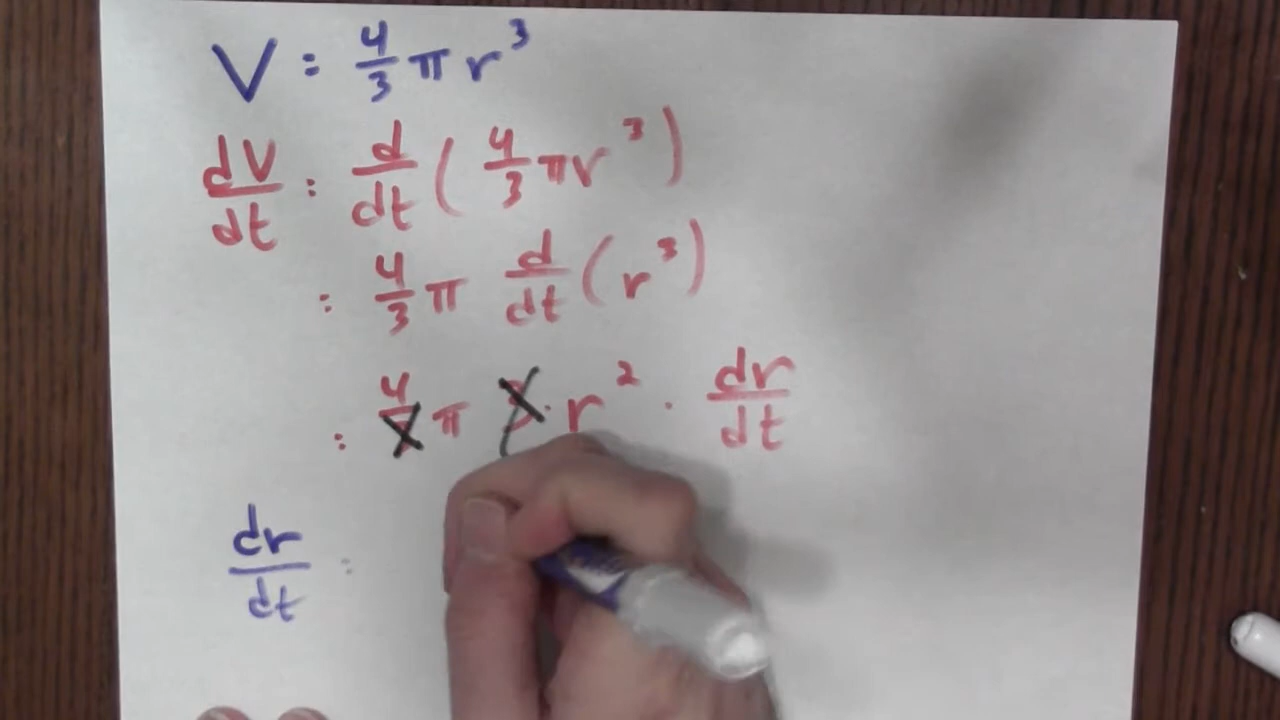 V = 4/3 π r³
dV/dt = d/dt ( 4/3 π r³ )
= 4/3 π d/dt ( r³ )
= 4/3 π 3 · r² · dr/dt
dr/dt =